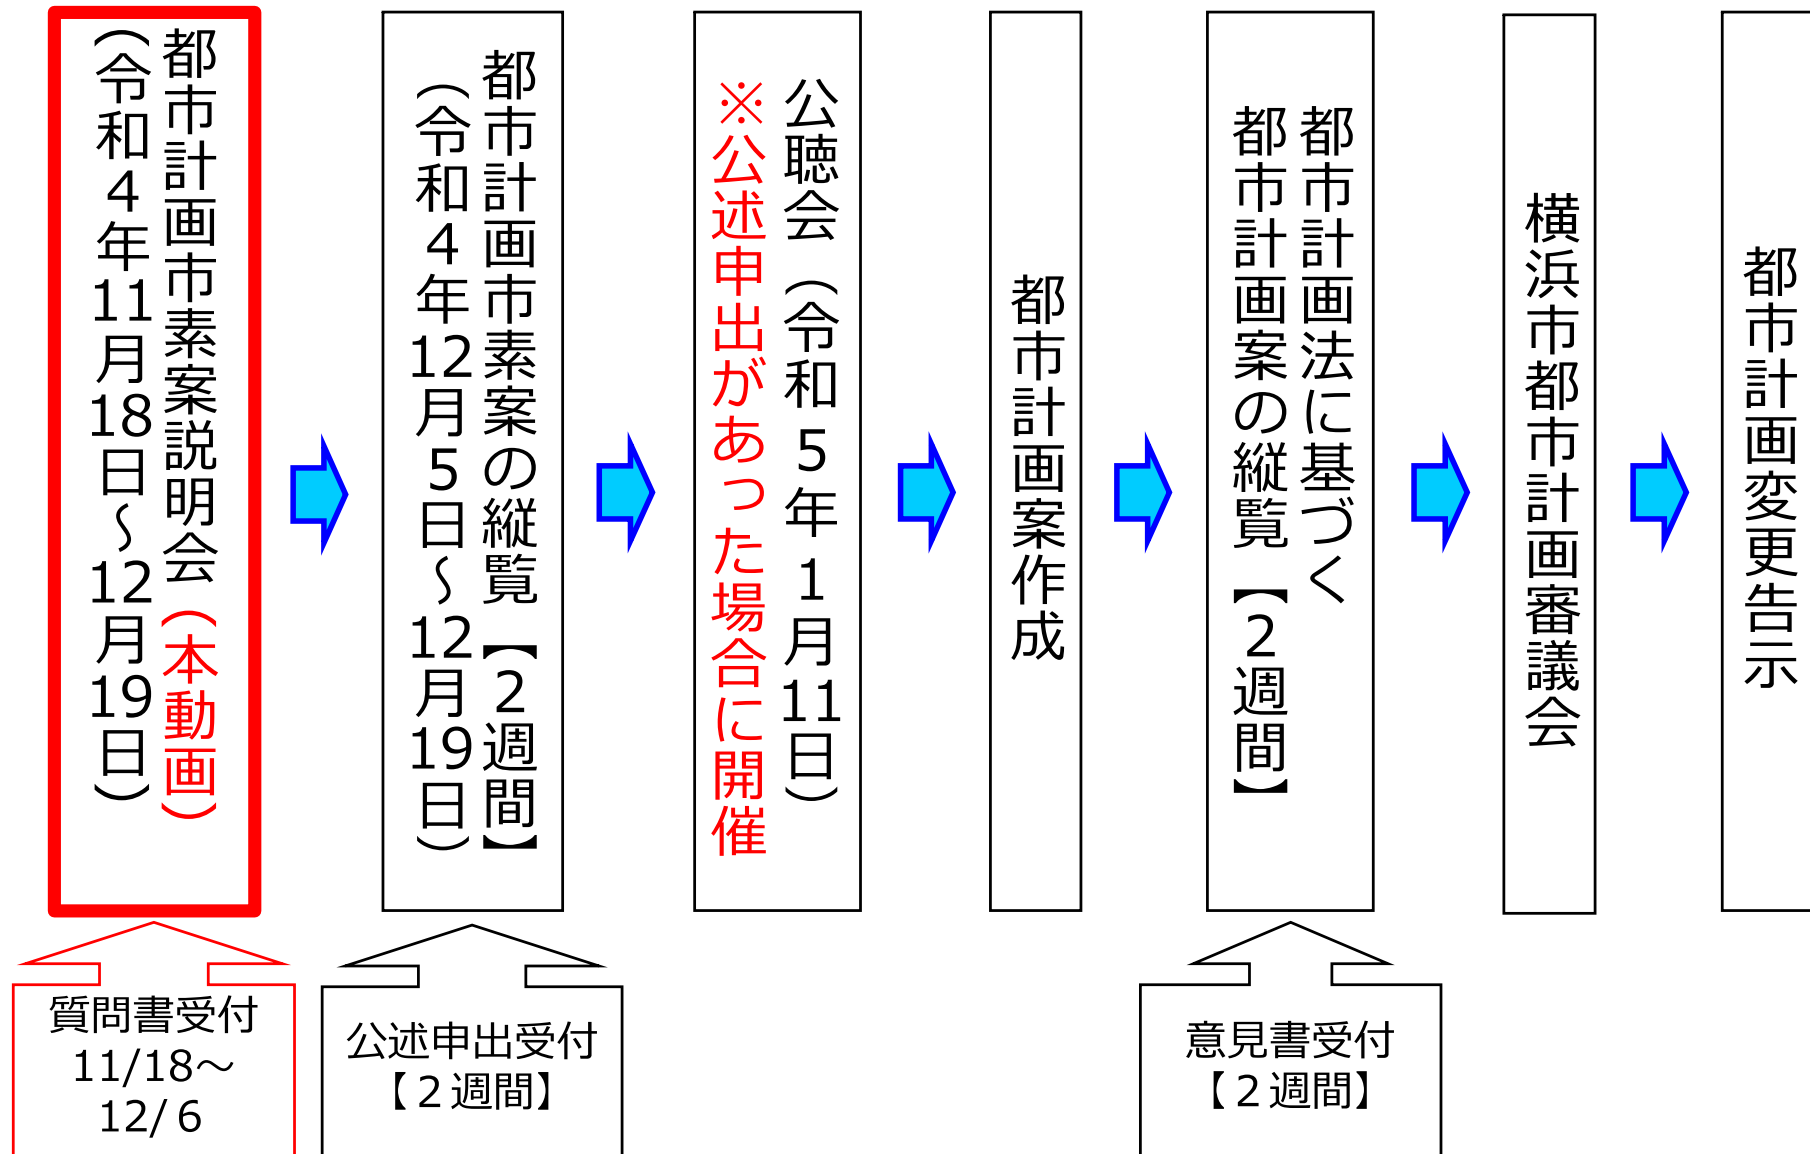 都市計画市素案説明会（本動画）
（令和４年11月18日～12月19日）
都市計画市素案の縦覧【２週間】
（令和４年12月５日～12月19日）
公聴会（令和５年１月11日）
※公述申出があった場合に開催
都市計画案作成
都市計画法に基づく
都市計画案の縦覧【２週間】
横浜市都市計画審議会
都市計画変更告示
質問書受付
11/18～
12/６
公述申出受付
【２週間】
意見書受付
【２週間】